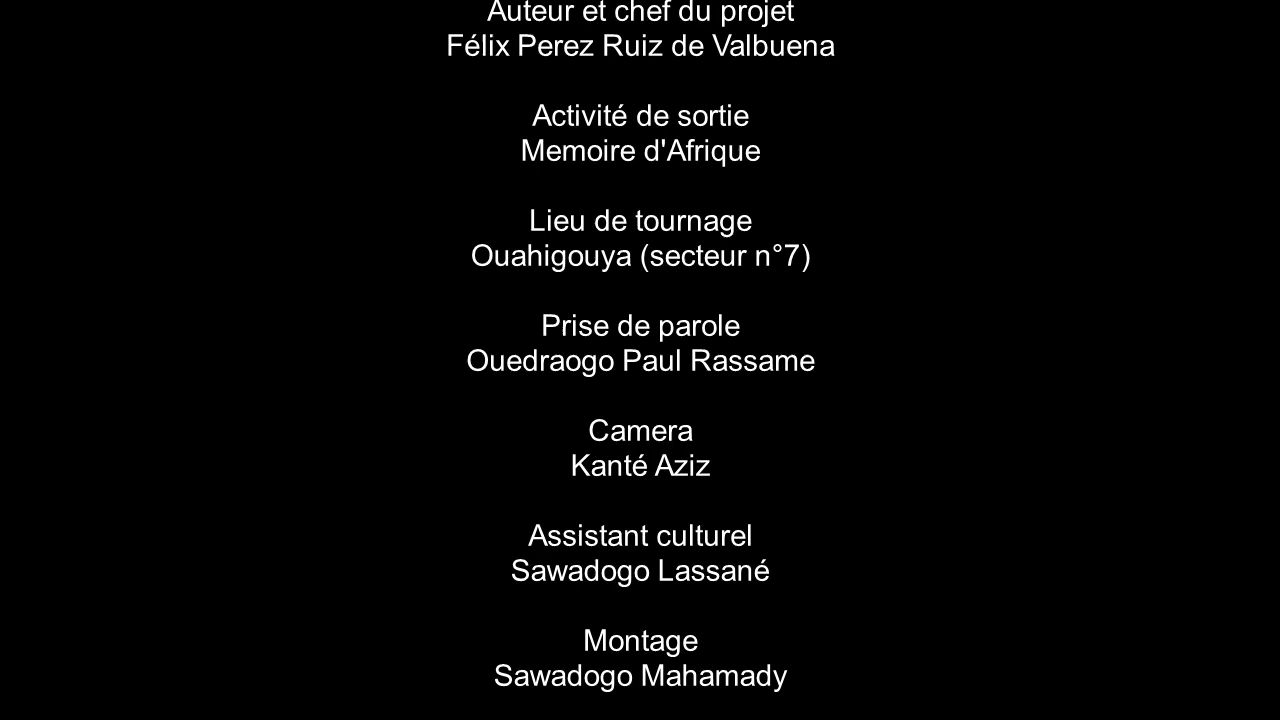 Auteur et chef du projet
Félix Perez Ruiz de Valbuena
Activité de sortie
Memoire d'Afrique
Lieu de tournage
Ouahigouya (secteur n°7)
Prise de parole
Ouedraogo Paul Rassame
Camera
Kanté Aziz
Assistant culturel
Sawadogo Lassané
Montage
Sawadogo Mahamady